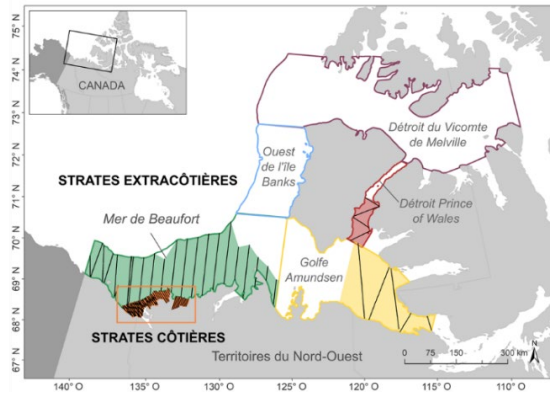 CANADA
Détroit du Vicomte
de Melville
Ouest
de l'île
Banks
STRATES EXTRACÔTIÈRES
Détroit Prince
of Wales
Mer de Beaufort
Golfe
Amundsen
STRATES CÔTIÈRES
Territoires du Nord-Ouest
0 75 150 300 km
N
75° N
74° N
73° N
72° N
71° N
70° N
69° N
68° N
67° N
140° O 135° O 130° O 125° O 120° O 115° O 110° O